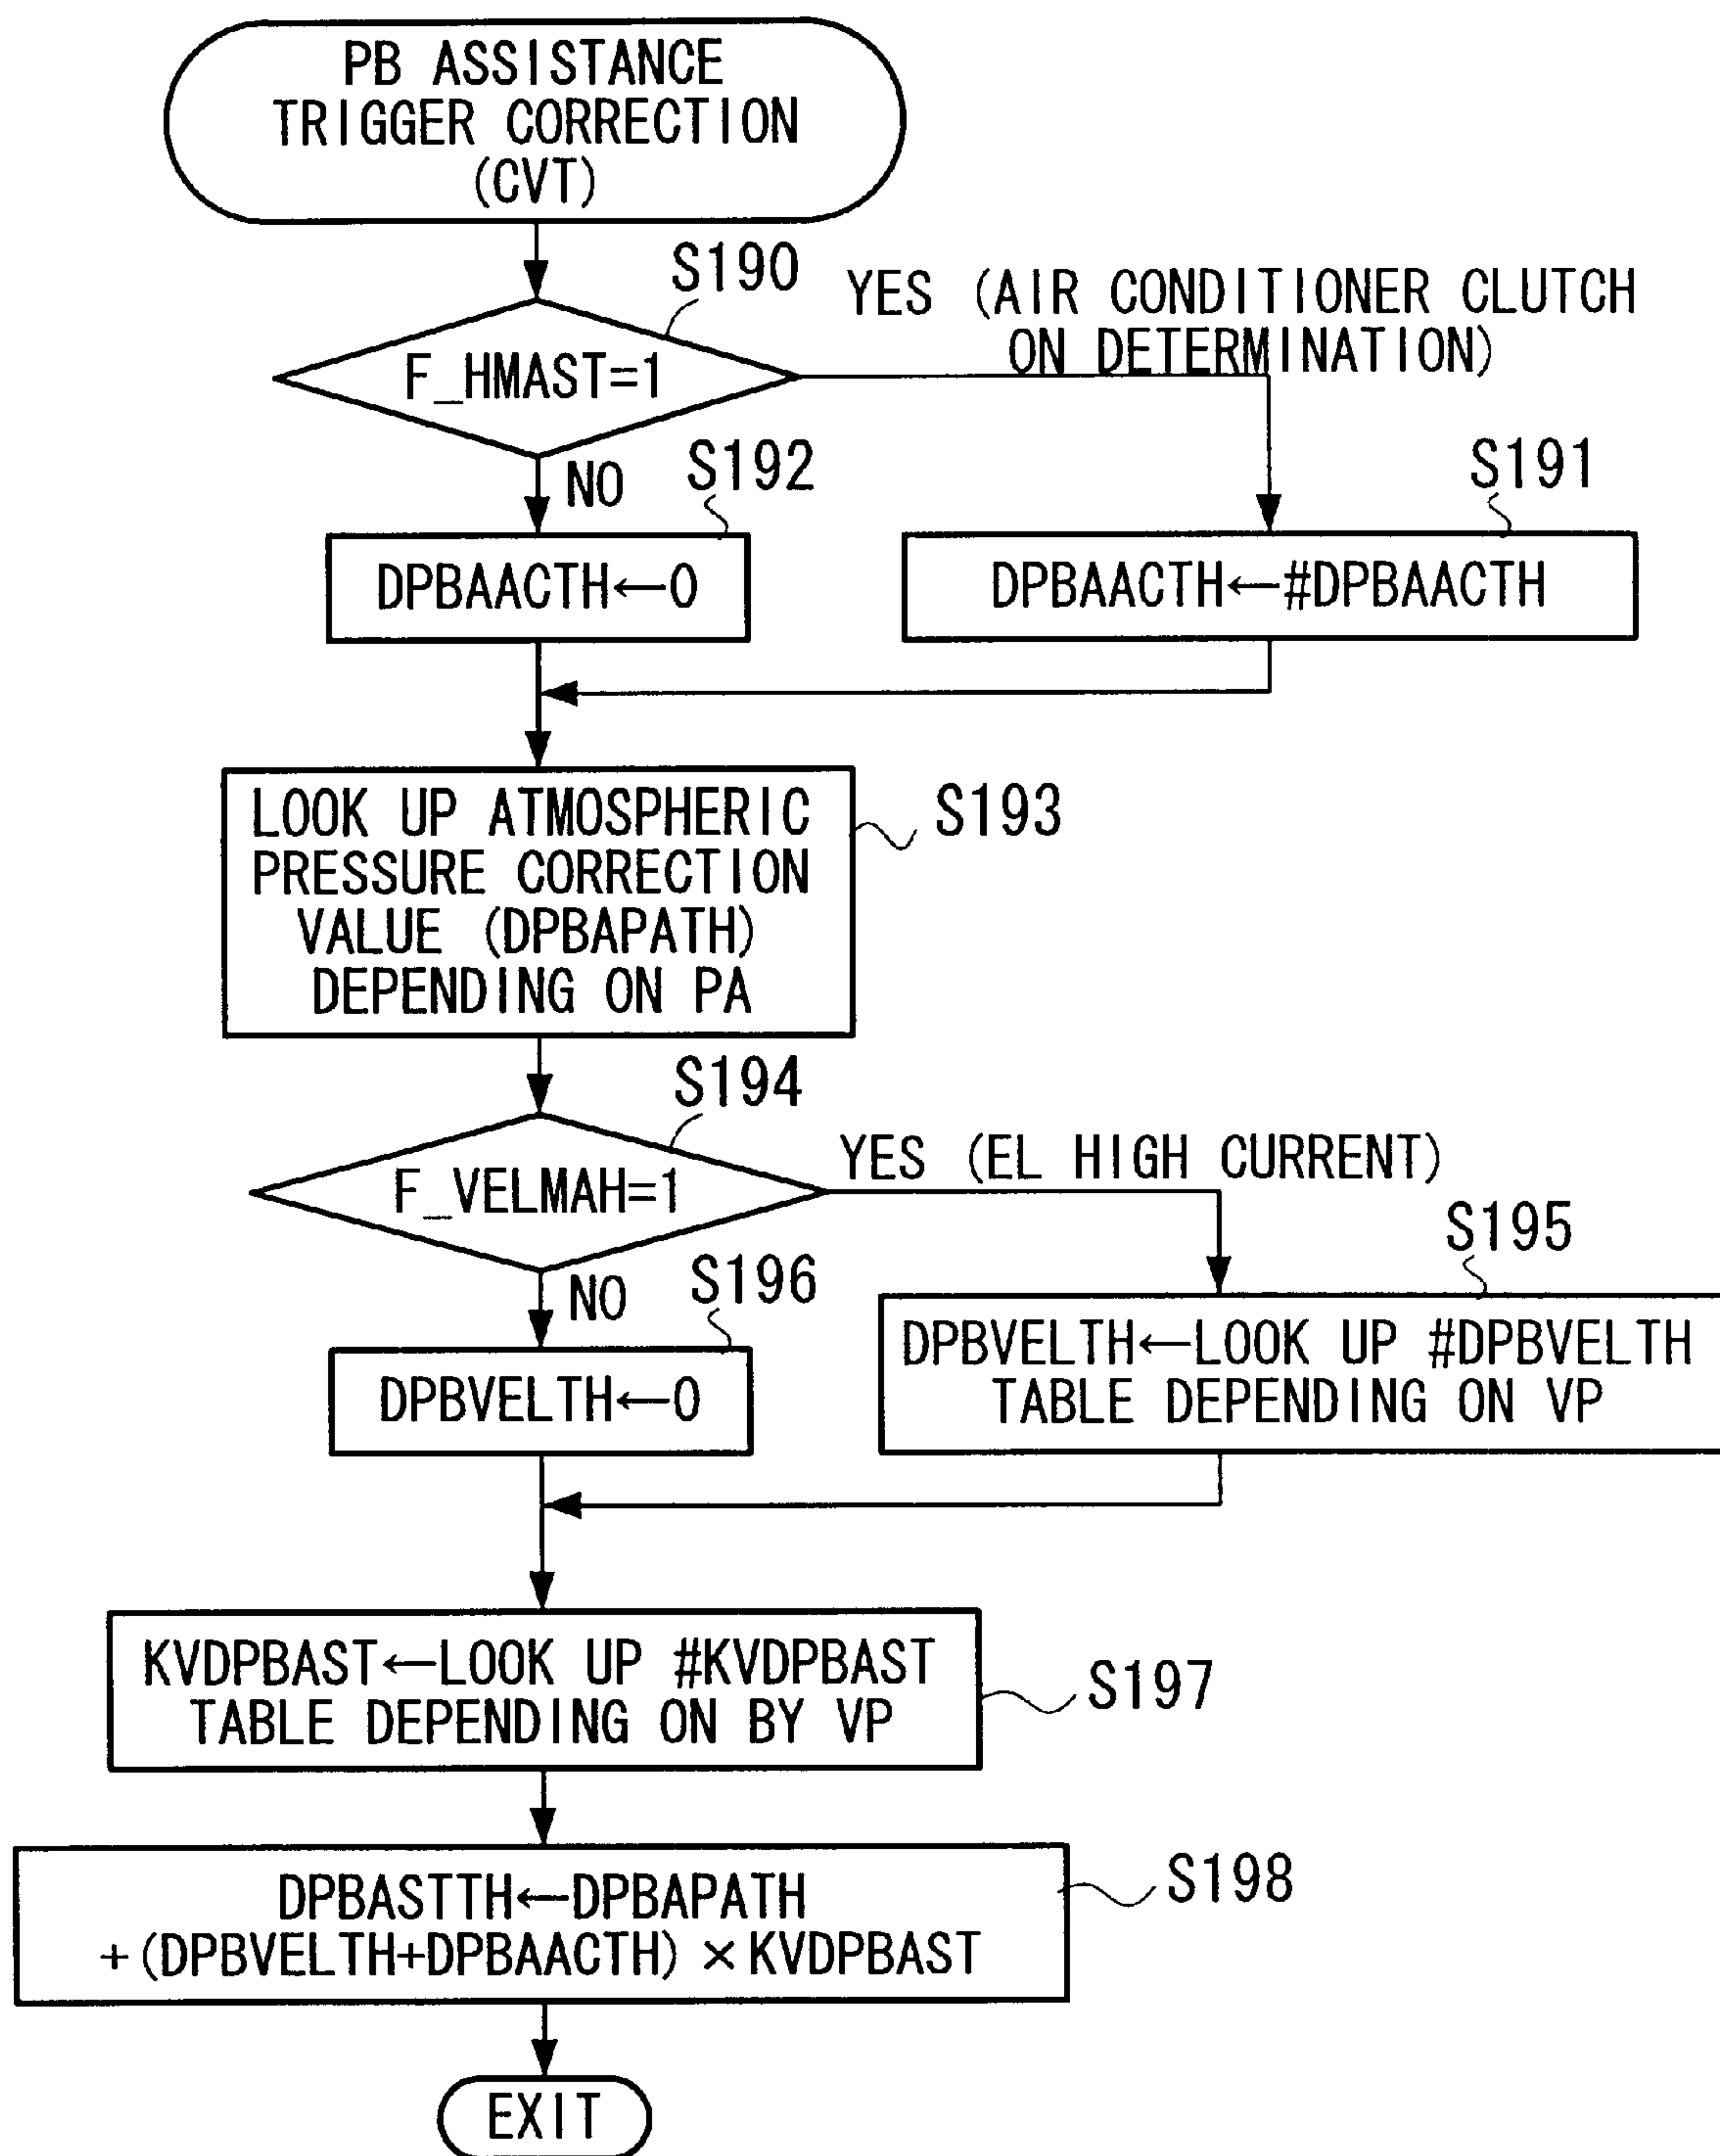 PB ASSISTANCE
TRIGGER CORRECTION
(CVT)
S190
YES (AIR CONDITIONER CLUTCH
ON DETERMINATION)
F_HMAST=1
NO
S192
S191
DPBAACTH←0
DPBAACTH←#DPBAACTH
S193
LOOK UP ATMOSPHERIC
PRESSURE CORRECTION
VALUE (DPBAPATH)
DEPENDING ON PA
S194
YES (EL HIGH CURRENT)
F_VELMAH=1
NO
S196
S195
DPBVELTH←0
DPBVELTH←LOOK UP #DPBVELTH
TABLE DEPENDING ON VP
KVDPBAST←LOOK UP #KVDPBAST
TABLE DEPENDING ON BY VP
S197
DPBASTTH←DPBAPATH
+(DPBVELTH+DPBAACTH)×KVDPBAST
S198
EXIT